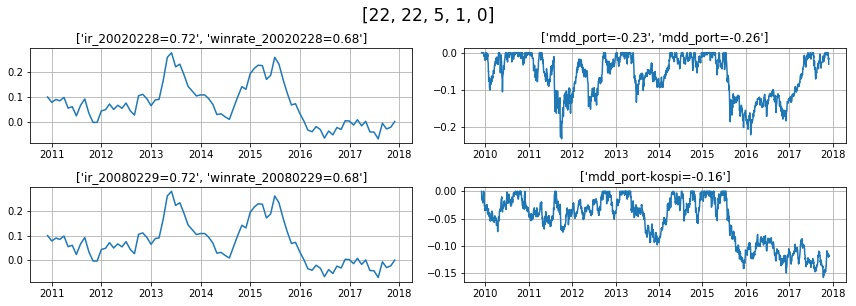 [22, 22, 5, 1, 0]
['ir_20020228=0.72', 'winrate_20020228=0.68']
0.2
0.1
0.0
2011 2012 2013 2014 2015 2016 2017 2018
['mdd_port=-0.23', 'mdd_port=-0.26']
0.0
−0.1
−0.2
2010 2011 2012 2013 2014 2015 2016 2017 2018
['ir_20080229=0.72', 'winrate_20080229=0.68']
0.2
0.1
0.0
2011 2012 2013 2014 2015 2016 2017 2018
['mdd_port-kospi=-0.16']
0.00
−0.05
−0.10
−0.15
2010 2011 2012 2013 2014 2015 2016 2017 2018